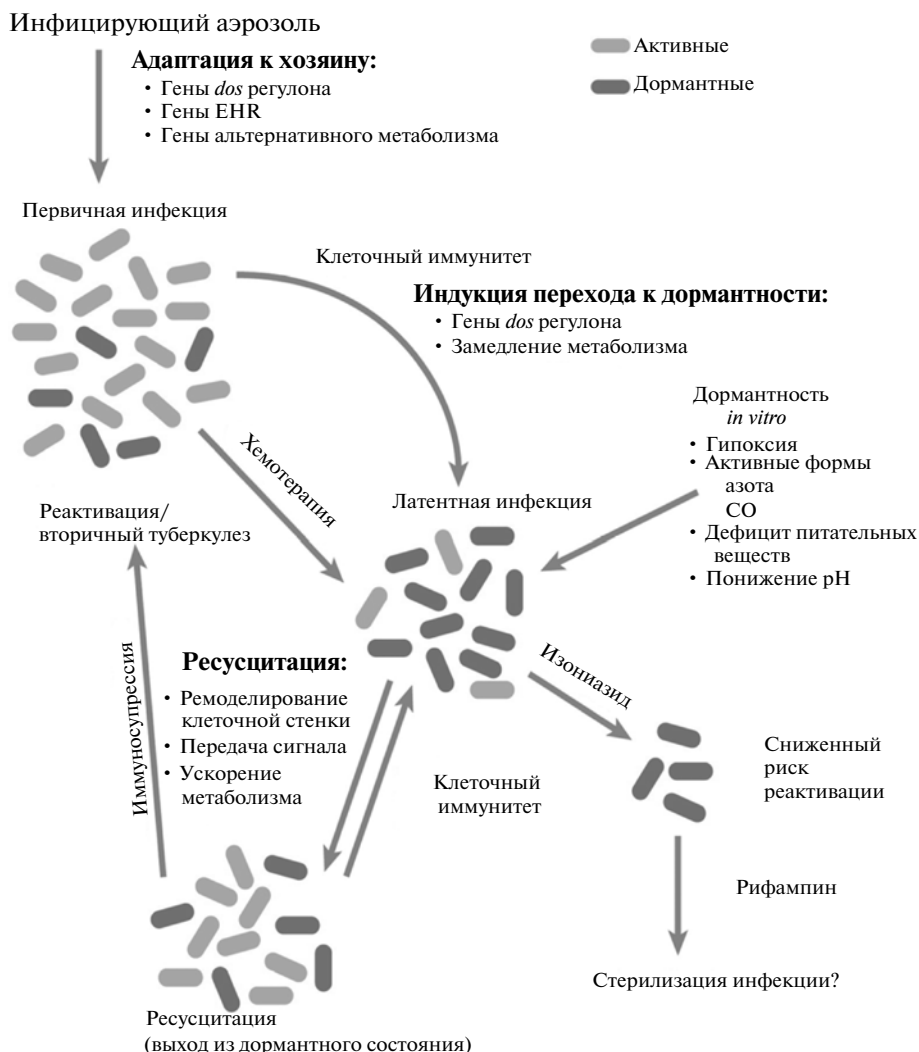 Инфицирующий аэрозоль
Активные
Дормантные
Адаптация к хозяину:
• Гены dos регулона
• Гены EHR
• Гены альтернативного метаболизма
Первичная инфекция
Клеточный иммунитет
Индукция перехода к дормантности:
• Гены dos регулона
• Замедление метаболизма
Дормантность
in vitro
• Гипоксия
• Активные формы
азота
CO
• Дефицит питательных
веществ
• Понижение pH
Хемотерапия
Латентная инфекция
Реактивация/
вторичный туберкулез
Иммуносупрессия
Ресусцитация:
• Ремоделирование
клеточной стенки
• Передача сигнала
• Ускорение
метаболизма
Клеточный
иммунитет
Изониазид
Сниженный
риск
реактивации
Рифампин
Стерилизация инфекции?
Ресусцитация
(выход из дормантного состояния)